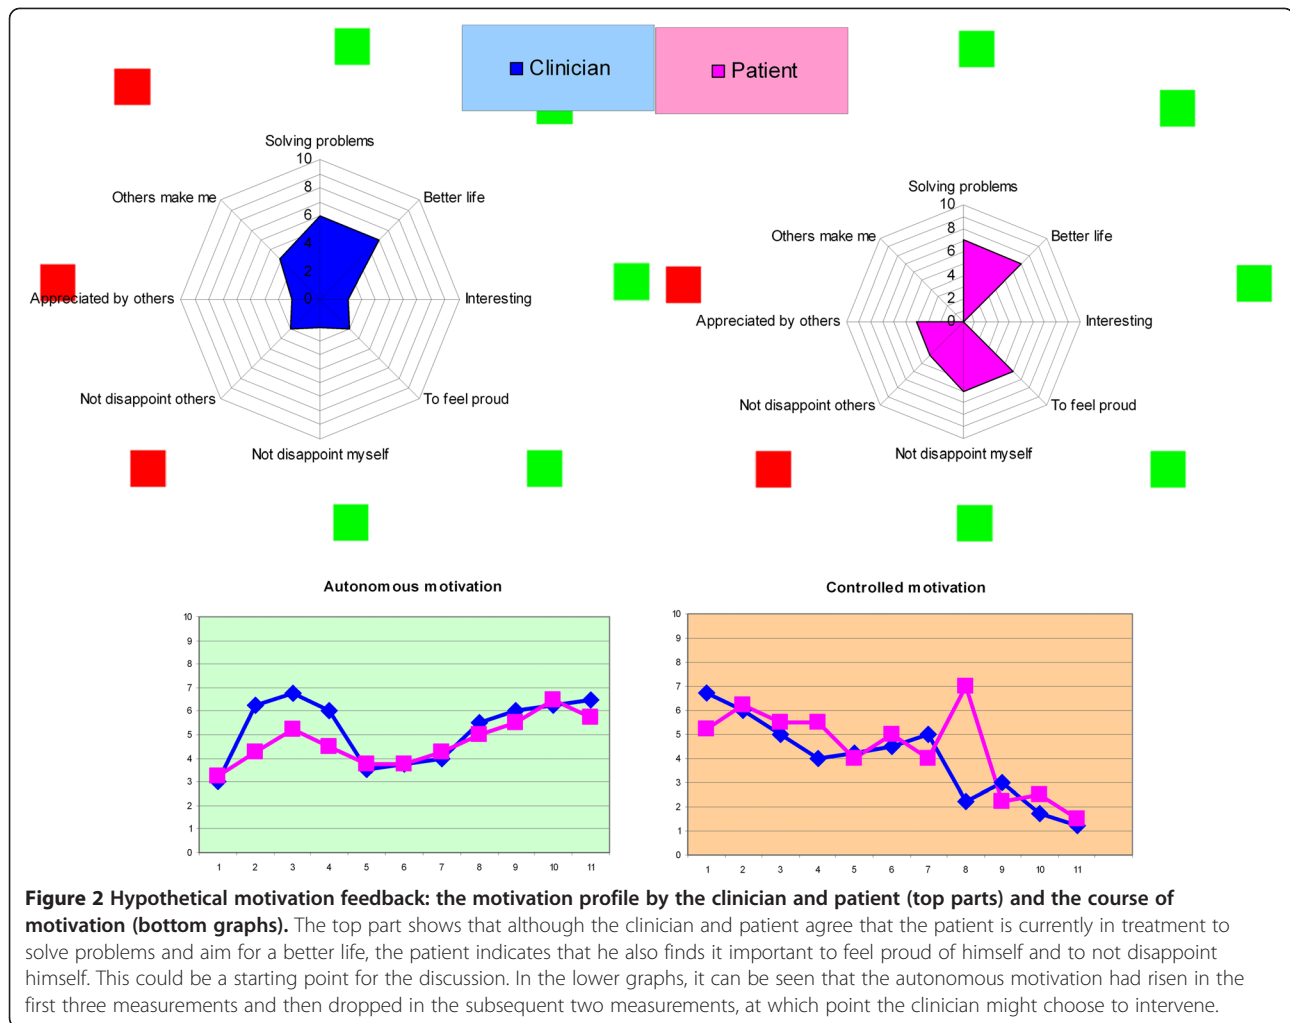 Clinician
Patient
Solving problems
10
8
6
4
2
0
Others make me
Better life
Appreciated by others
Interesting
Not disappoint others
To feel proud
Not disappoint myself
Solving problems
10
8
6
4
2
0
Others make me
Better life
Appreciated by others
Interesting
Not disappoint others
To feel proud
Not disappoint myself
Autonomous motivation
10
9
8
7
6
5
4
3
2
1
0
1 2 3 4 5 6 7 8 9 10 11
Controlled motivation
10
9
8
7
6
5
4
3
2
1
0
1 2 3 4 5 6 7 8 9 10 11
Figure 2 Hypothetical motivation feedback: the motivation profile by the clinician and patient (top parts) and the course of
motivation (bottom graphs). The top part shows that although the clinician and patient agree that the patient is currently in treatment to
solve problems and aim for a better life, the patient indicates that he also finds it important to feel proud of himself and to not disappoint
himself. This could be a starting point for the discussion. In the lower graphs, it can be seen that the autonomous motivation had risen in the
first three measurements and then dropped in the subsequent two measurements, at which point the clinician might choose to intervene.